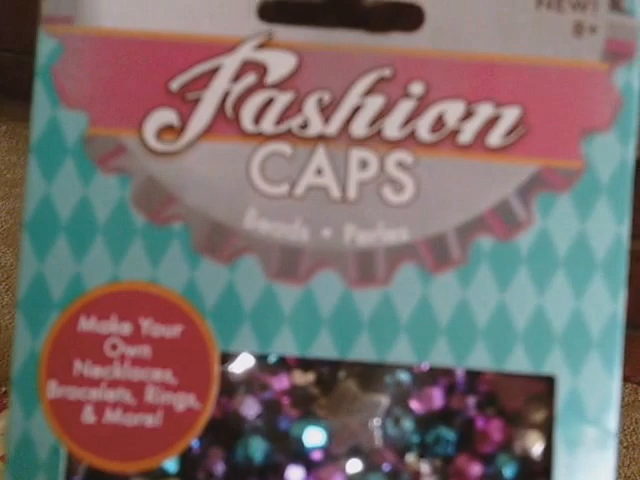 NEW!
8+
Fashion
CAPS
Beads • Perles
Make Your
Own
Necklaces,
Bracelets, Rings,
& More!